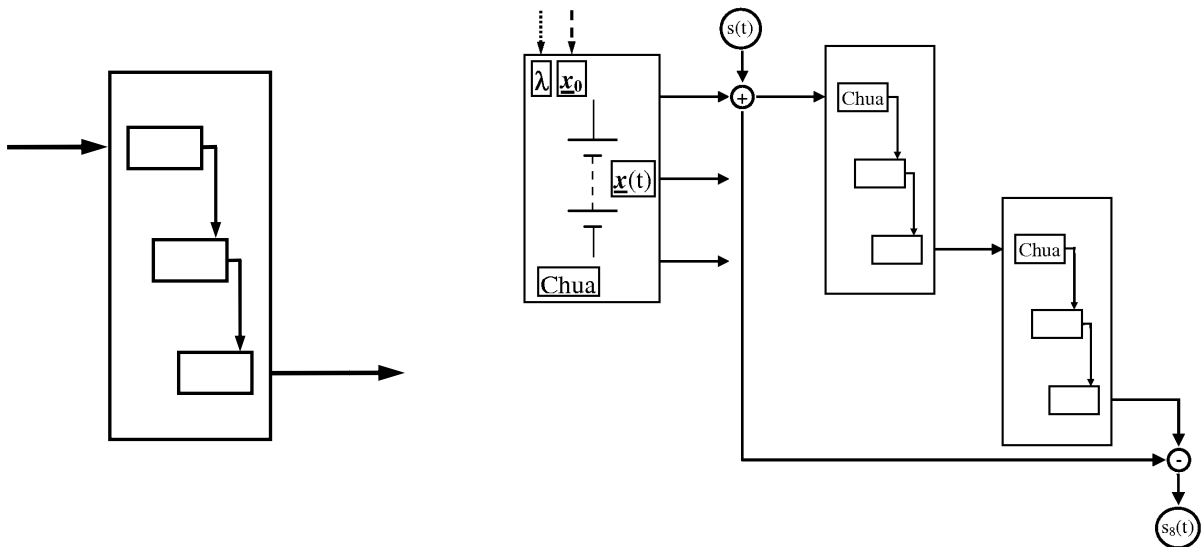 s(t)
λ x₀
+
Chua
x(t)
Chua
Chua
-
s₈(t)